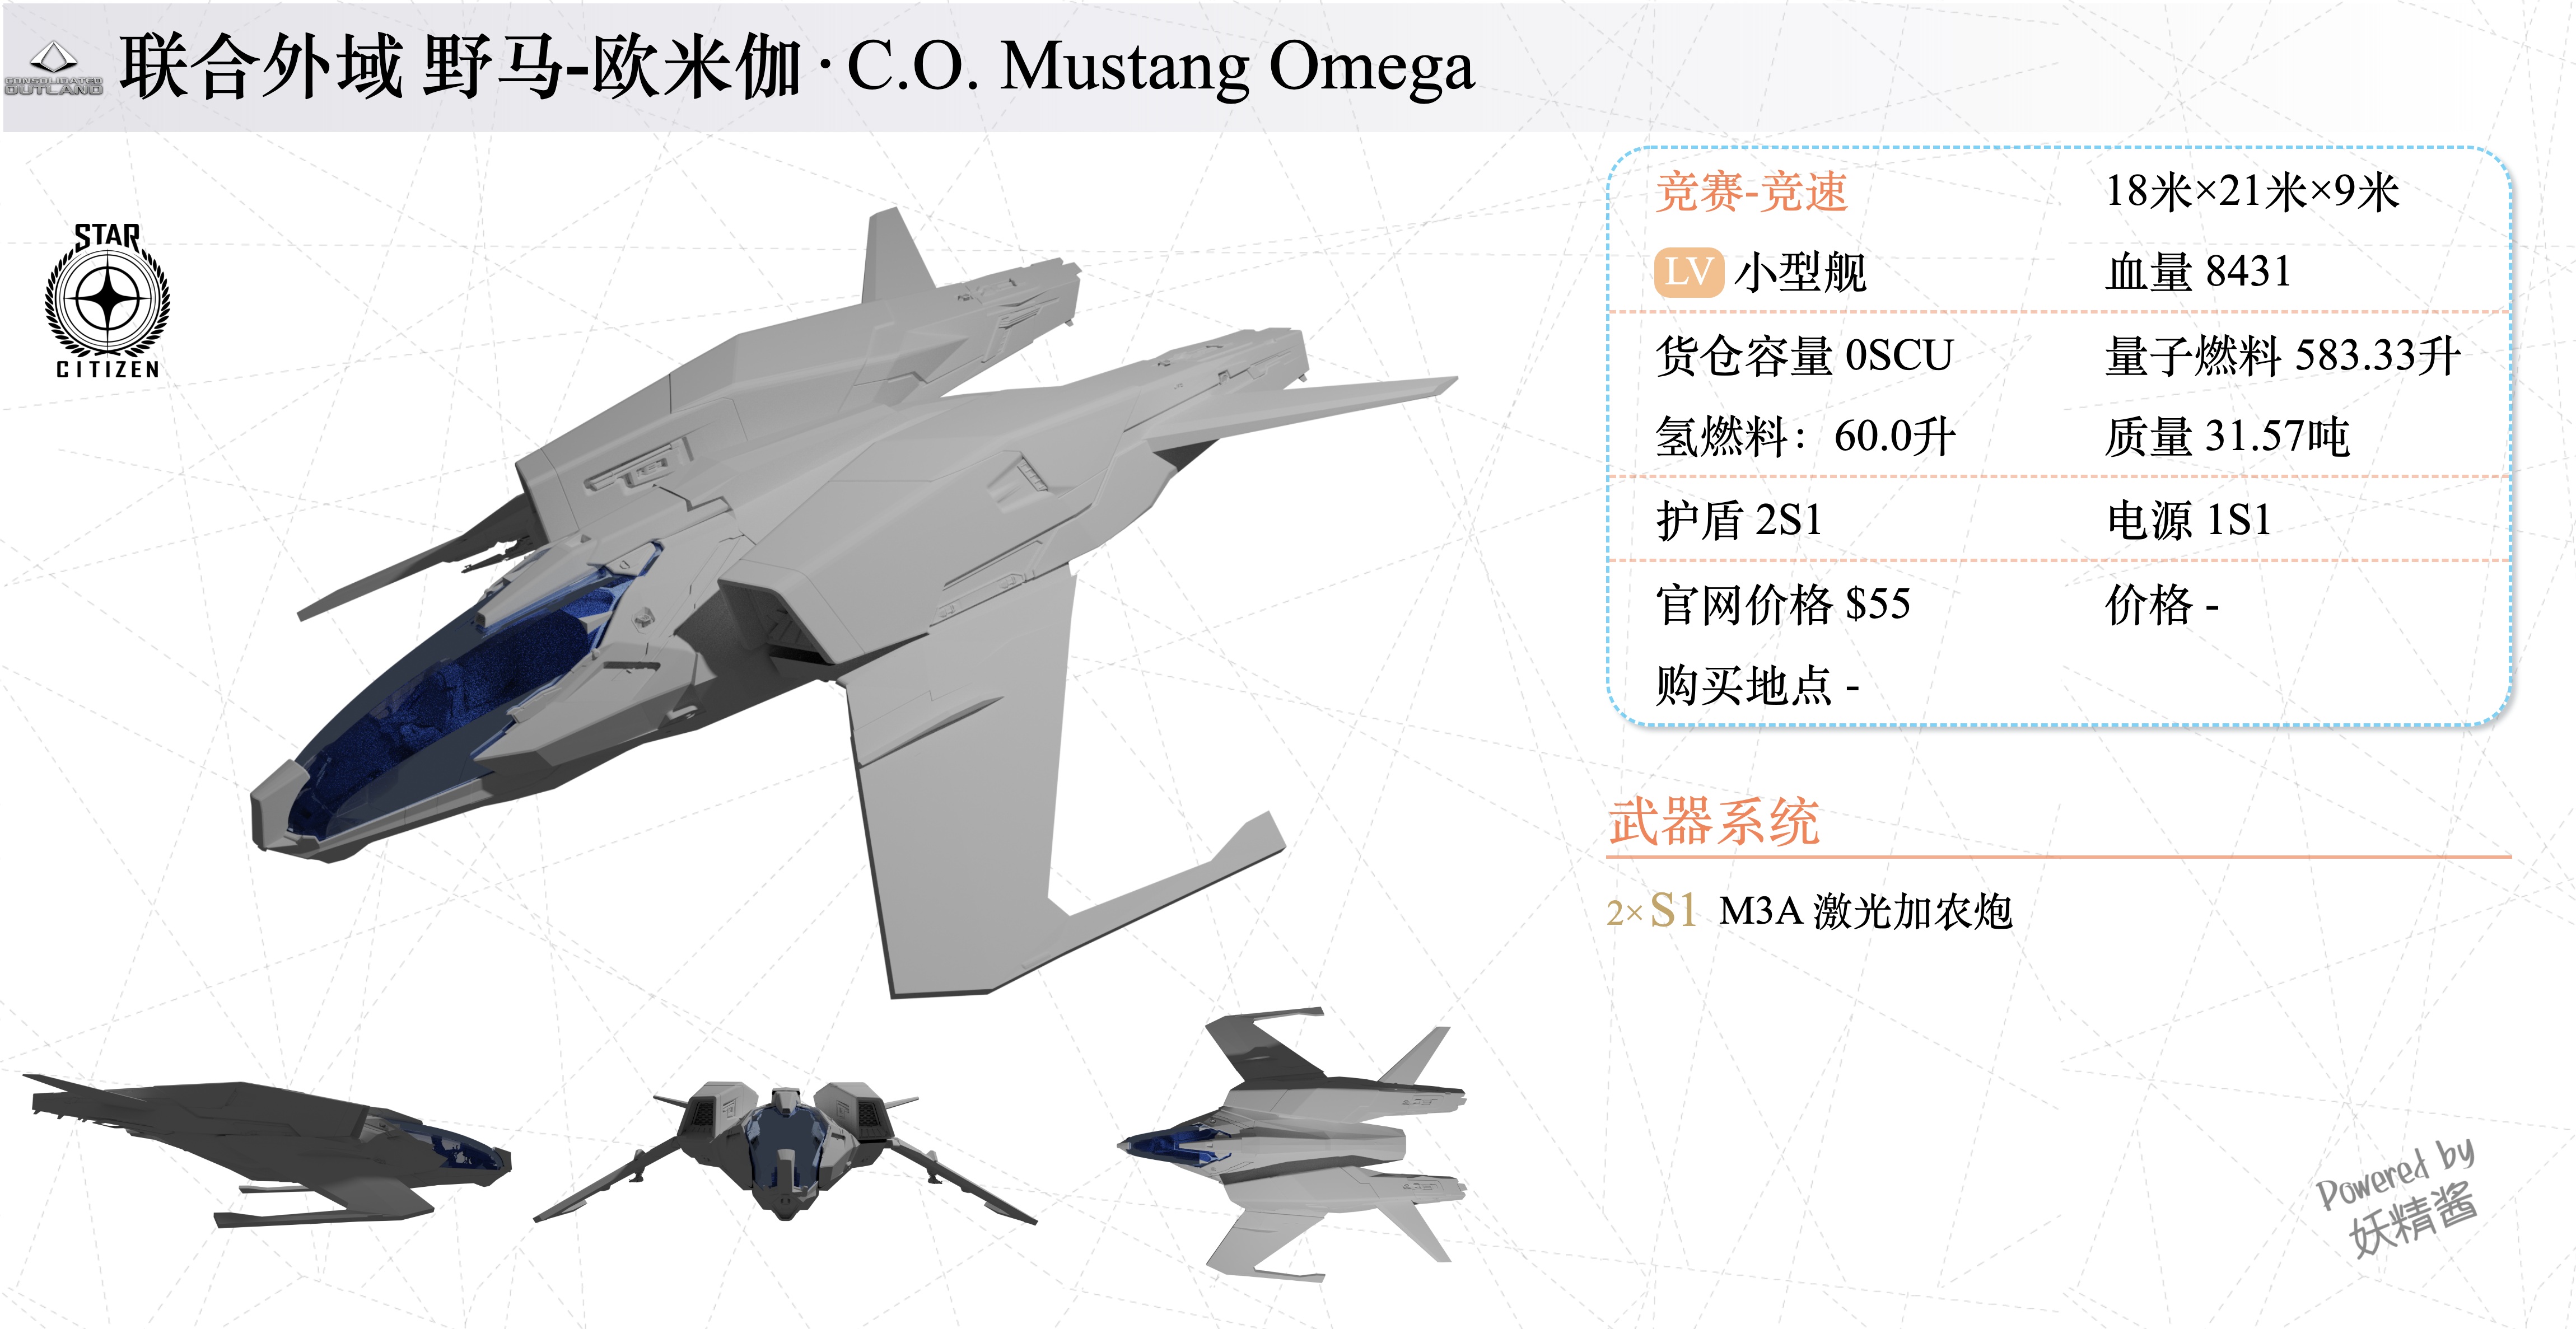 CONSOLIDATED
OUTLAND
联合外域 野马-欧米伽·C.O. Mustang Omega
STAR
CITIZEN
竞赛-竞速 18米×21米×9米
LV 小型舰 血量 8431
货仓容量 0SCU 量子燃料 583.33升
氢燃料：60.0升 质量 31.57吨
护盾 2S1 电源 1S1
官网价格 $55 价格 -
购买地点 -
武器系统
2× S1 M3A 激光加农炮
Powered by
妖精酱